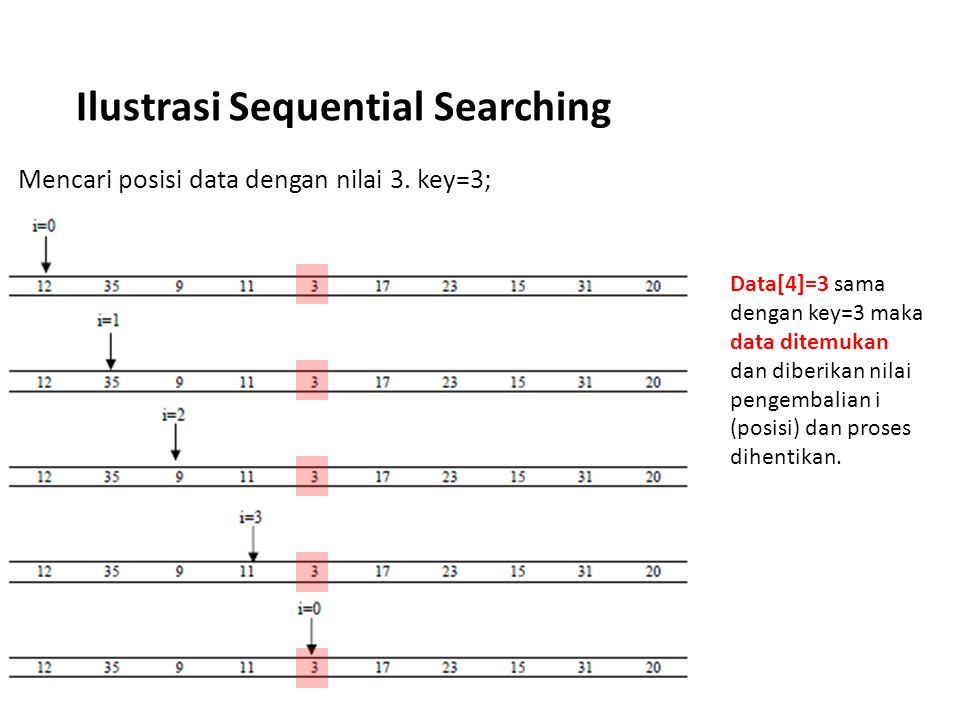 Ilustrasi Sequential Searching
Mencari posisi data dengan nilai 3. key=3;
i=0
12 35 9 11 3 17 23 15 31 20
i=1
12 35 9 11 3 17 23 15 31 20
i=2
12 35 9 11 3 17 23 15 31 20
i=3
12 35 9 11 3 17 23 15 31 20
i=0
12 35 9 11 3 17 23 15 31 20
Data[4]=3 sama
dengan key=3 maka
data ditemukan
dan diberikan nilai
pengembalian i
(posisi) dan proses
dihentikan.